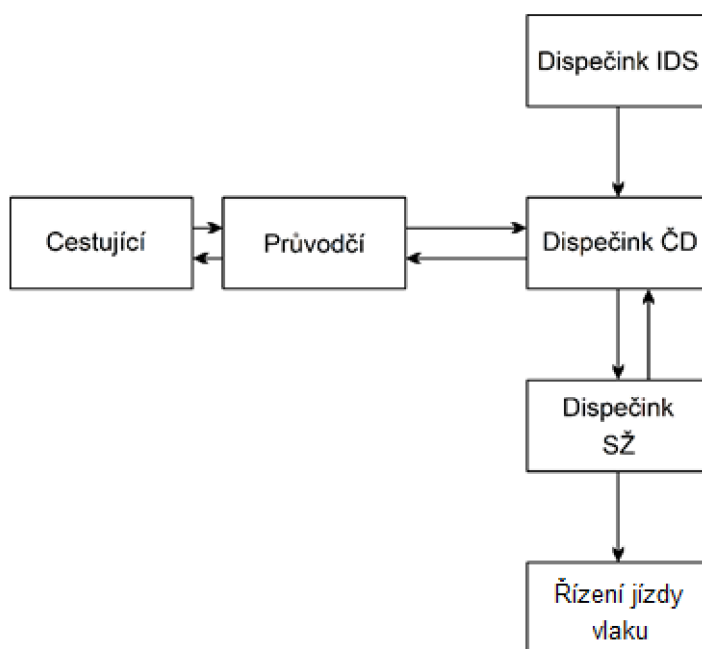 Dispečink IDS
Cestující
Průvodčí
Dispečink ČD
Dispečink
SŽ
Řízení jízdy
vlaku